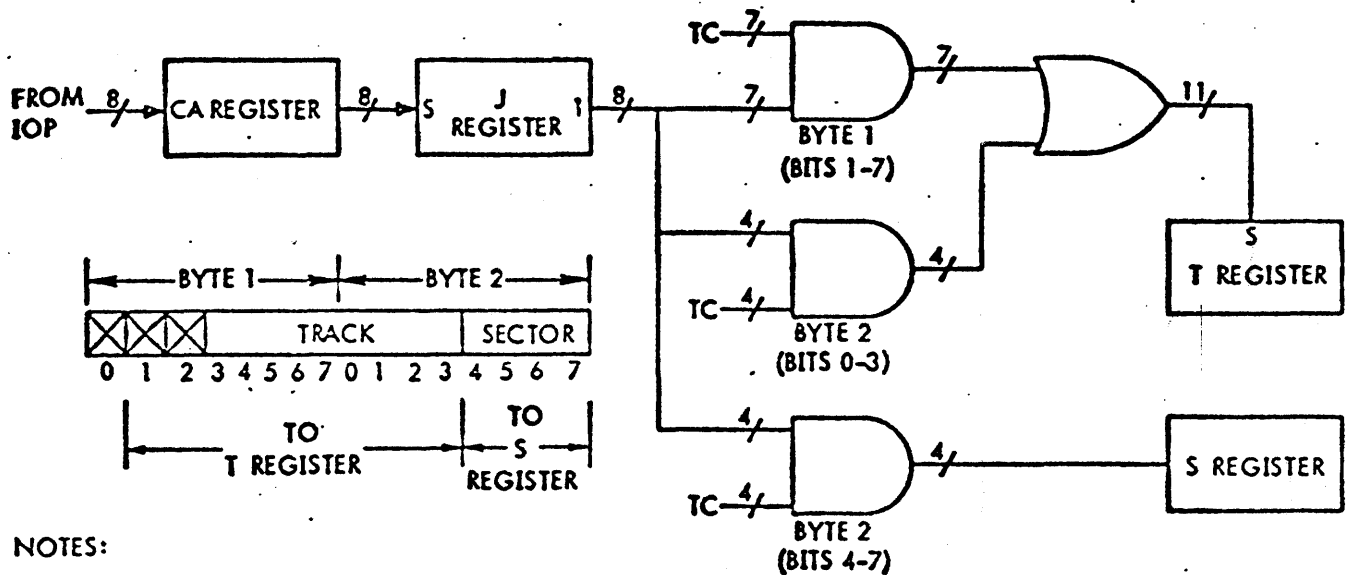 FROM
IOP
8
CA REGISTER
8
S
J
REGISTER
1
8
TC
7
7
BYTE 1
(BITS 1-7)
7
11
4
TC
4
BYTE 2
(BITS 0-3)
4
S
T REGISTER
4
TC
4
BYTE 2
(BITS 4-7)
4
S REGISTER
BYTE 1
BYTE 2
TRACK
SECTOR
0 1 2 3 4 5 6 7 0 1 2 3 4 5 6 7
TO
T REGISTER
TO
S
REGISTER
NOTES: